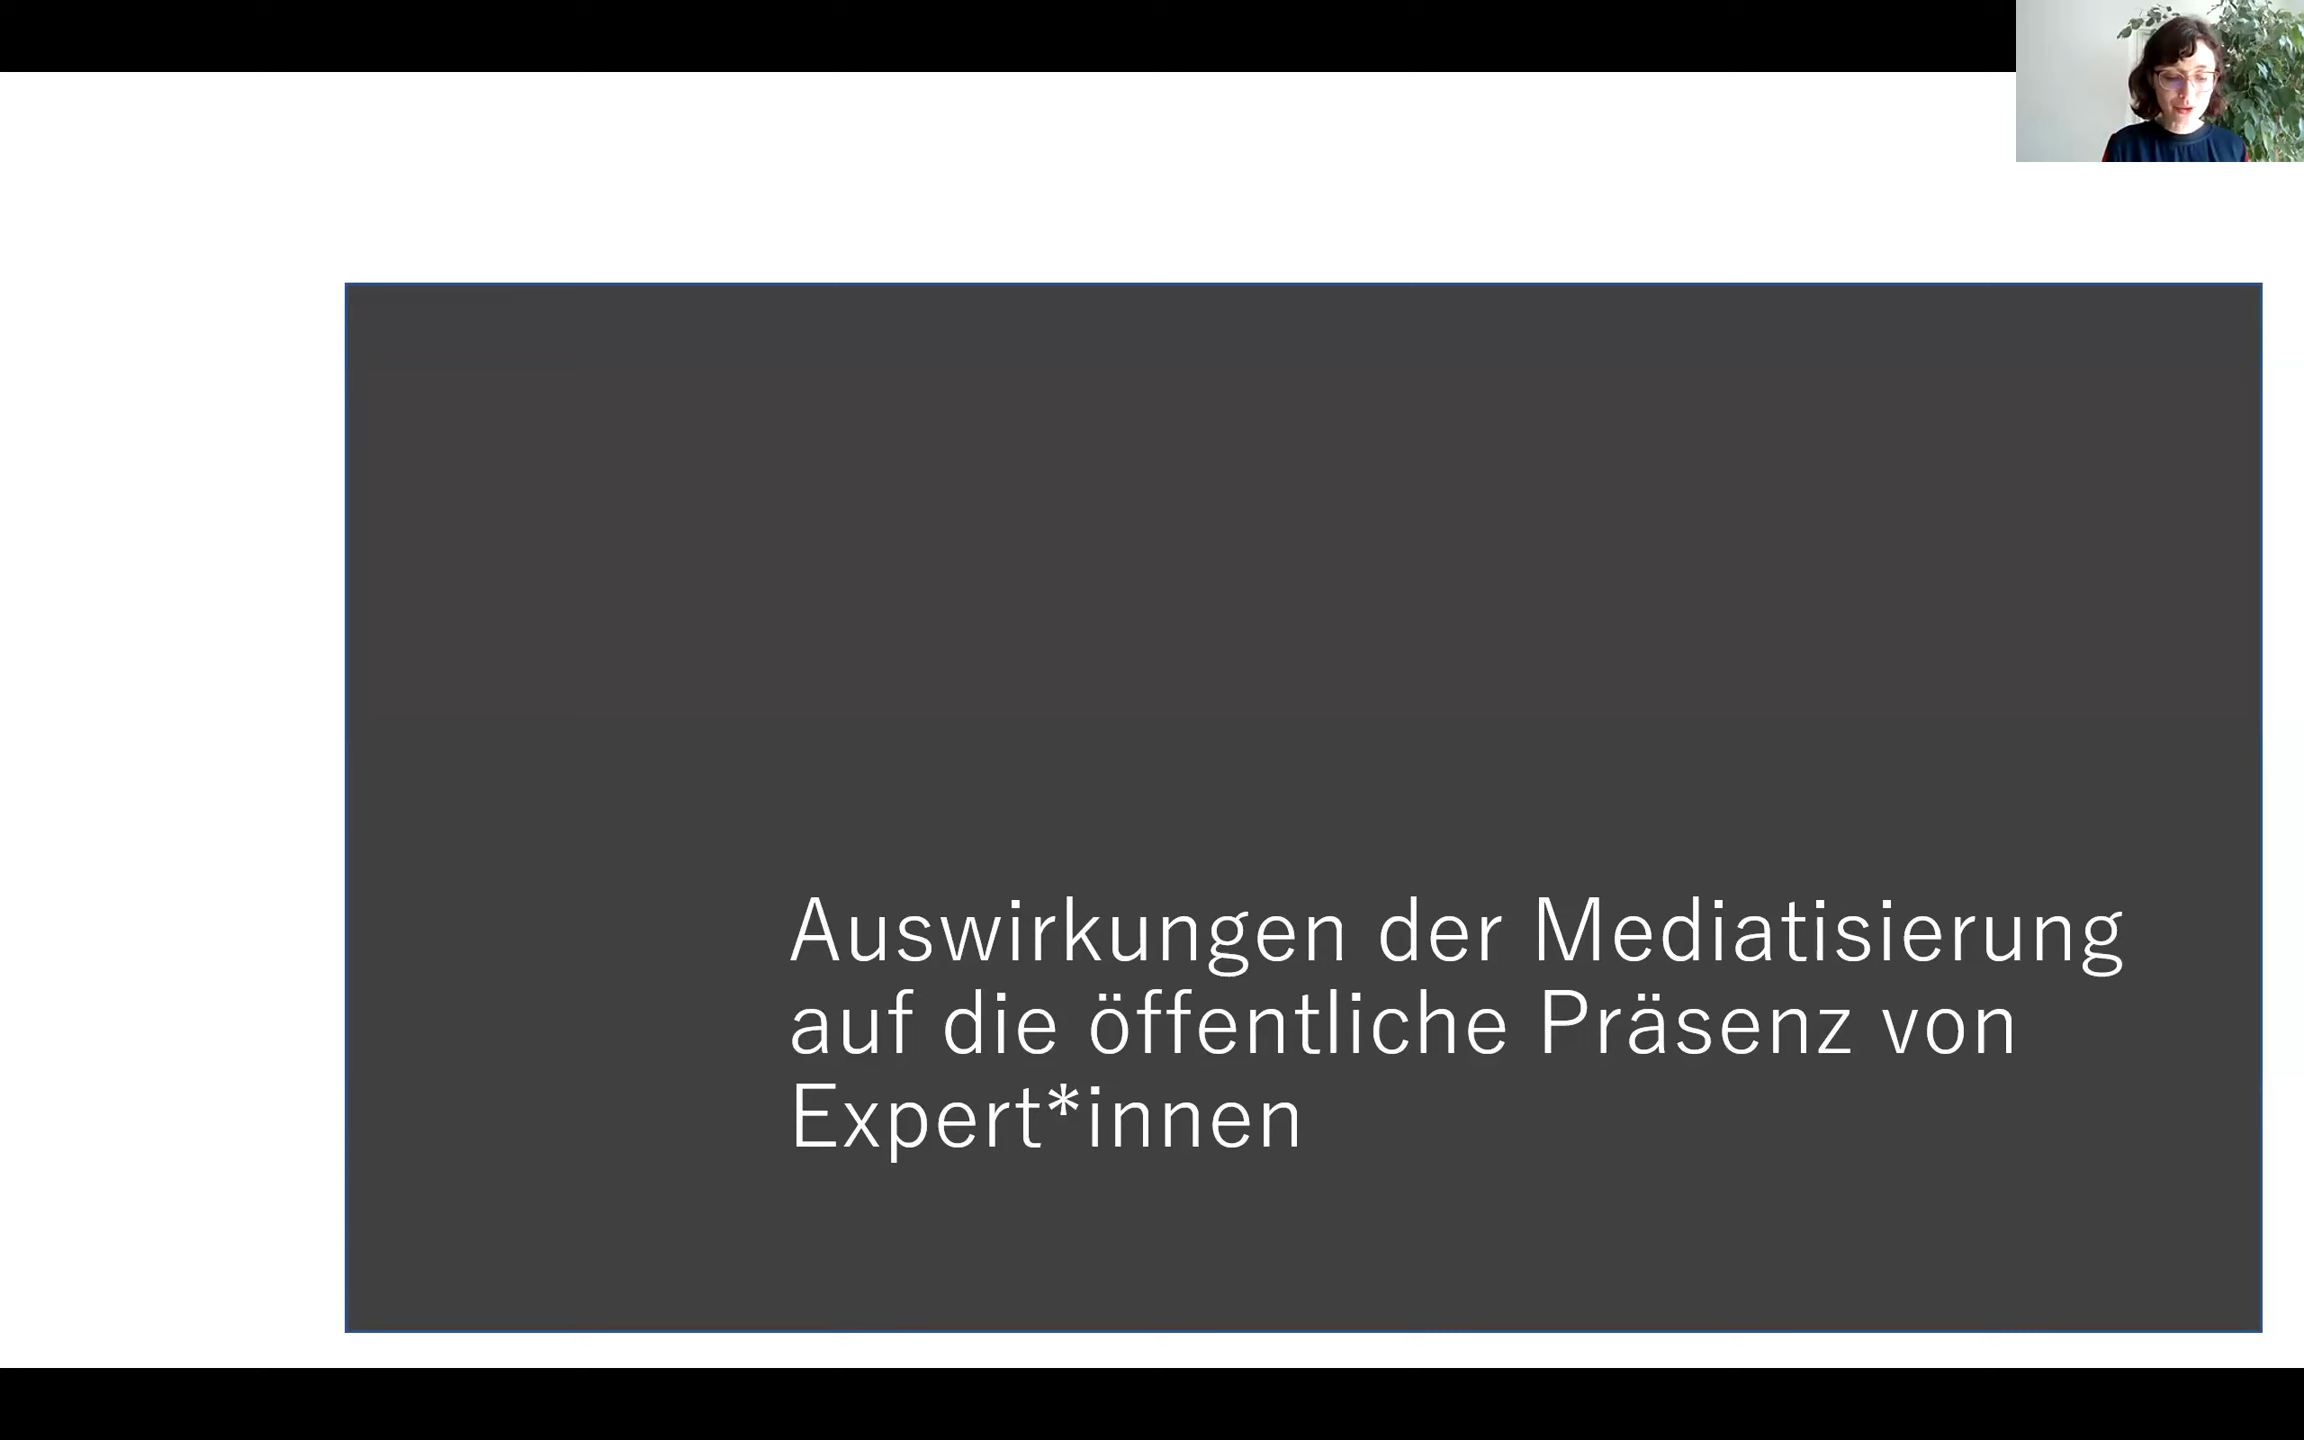 Auswirkungen der Mediatisierung
auf die öffentliche Präsenz von
Expert*innen